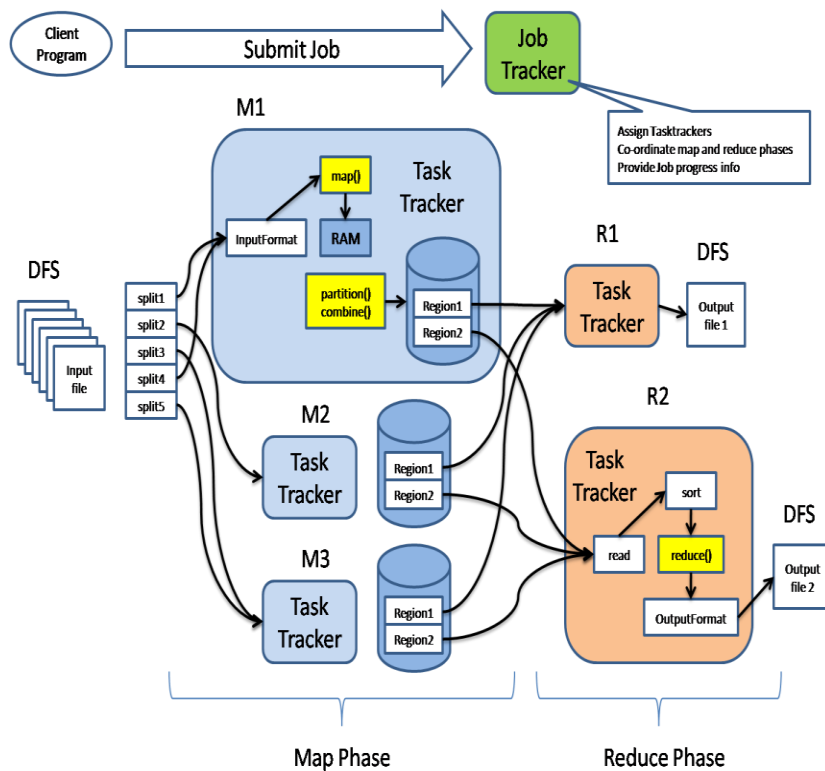 Client
Program
Submit Job
Job
Tracker
Assign Tasktrackers
Co-ordinate map and reduce phases
Provide Job progress info
M1
map()
Task
Tracker
InputFormat
RAM
partition()
combine()
Region1
Region2
DFS
Input
file
split1
split2
split3
split4
split5
M2
Task
Tracker
Region1
Region2
M3
Task
Tracker
Region1
Region2
R1
Task
Tracker
DFS
Output
file 1
R2
Task
Tracker
sort
read
reduce()
OutputFormat
DFS
Output
file 2
Map Phase
Reduce Phase